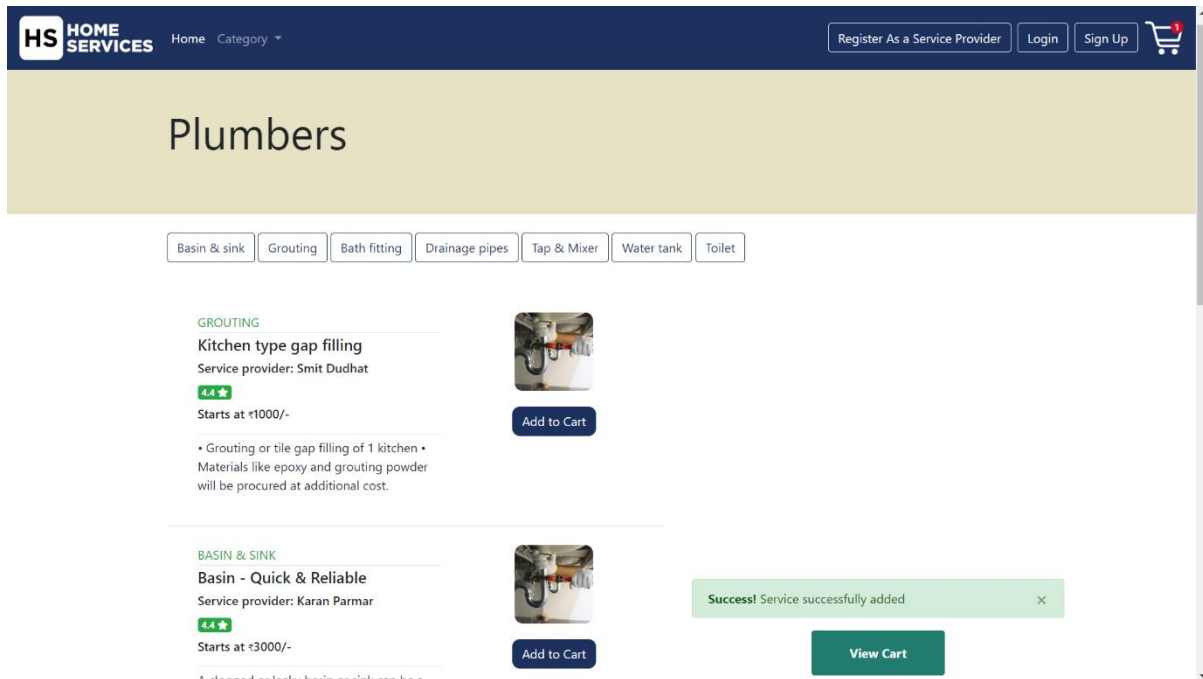 HS HOME SERVICES
Home Category
Register As a Service Provider Login Sign Up 1
Plumbers
Basin & sink Grouting Bath fitting Drainage pipes Tap & Mixer Water tank Toilet
GROUTING
Kitchen type gap filling
Service provider: Smit Dudhat
4.4 ★
Starts at ₹1000/-
Add to Cart
• Grouting or tile gap filling of 1 kitchen •
Materials like epoxy and grouting powder
will be procured at additional cost.
BASIN & SINK
Basin - Quick & Reliable
Service provider: Karan Parmar
4.4 ★
Starts at ₹3000/-
Add to Cart
Success! Service successfully added ×
View Cart